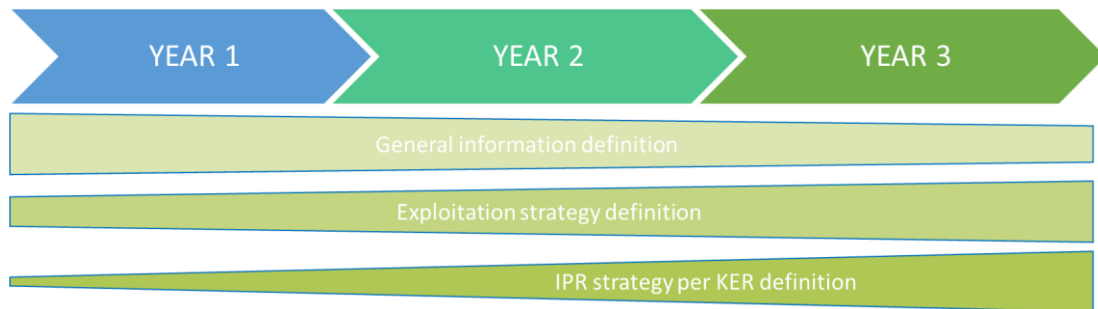 YEAR 1
YEAR 2
YEAR 3
General information definition
Exploitation strategy definition
IPR strategy per KER definition